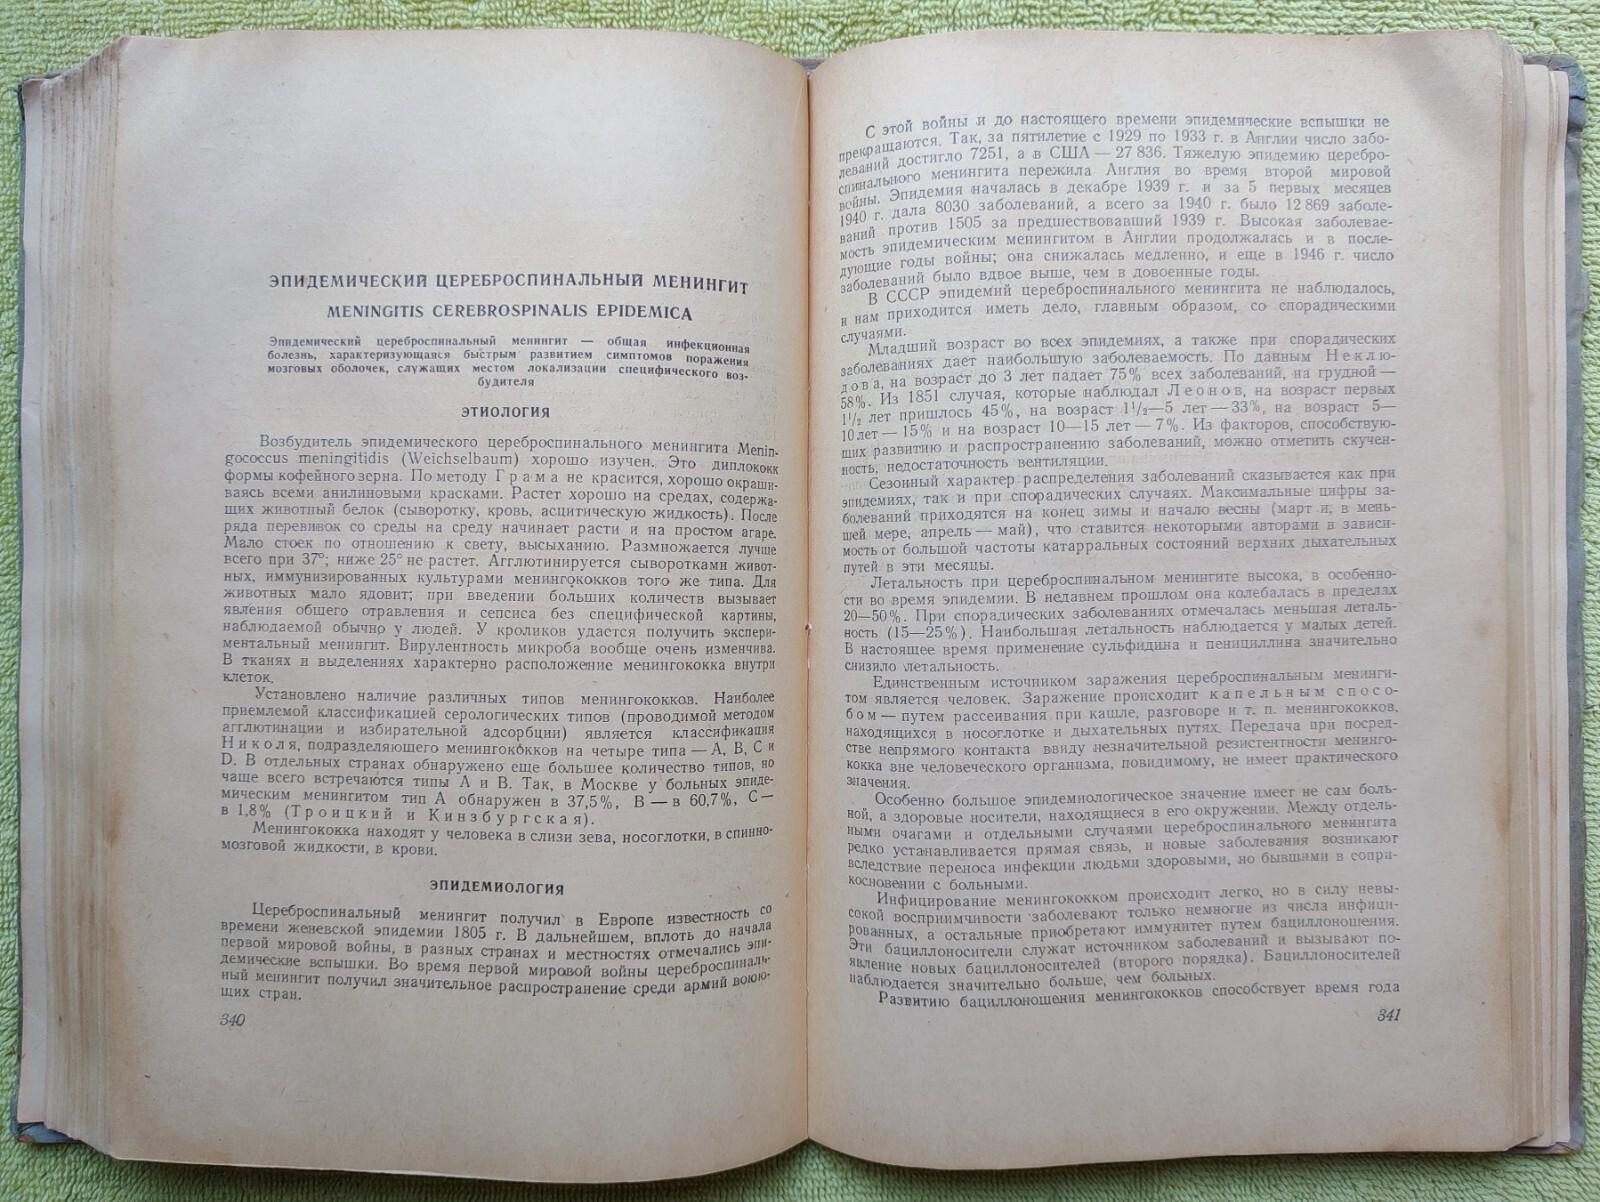 ЭПИДЕМИЧЕСКИЙ ЦЕРЕБРОСПИНАЛЬНЫЙ МЕНИНГИТ
MENINGITIS CEREBROSPINALIS EPIDEMICA
Эпидемический цереброспинальный менингит — общая инфекционная
болезнь, характеризующаяся быстрым развитием симптомов поражения
мозговых оболочек, служащих местом локализации специфического воз-
будителя
ЭТИОЛОГИЯ
Возбудитель эпидемического цереброспинального менингита Menin-
gococcus meningitidis (Weichselbaum) хорошо изучен. Это диплококк
формы кофейного зерна. По методу Грама не красится, хорошо окраши-
ваясь всеми анилиновыми красками. Растет хорошо на средах, содержа-
щих животный белок (сыворотку, кровь, асцитическую жидкость). После
ряда перевивок со среды на среду начинает расти и на простом агаре.
Мало стоек по отношению к свету, высыханию. Размножается лучше
всего при 37°; ниже 25° не растет. Агглютинируется сыворотками живот-
ных, иммунизированных культурами менингококков того же типа. Для
животных мало ядовит; при введении больших количеств вызывает
явления общего отравления и сепсиса без специфической картины,
наблюдаемой обычно у людей. У кроликов удается получить экспери-
ментальный менингит. Вирулентность микроба вообще очень изменчива.
В тканях и выделениях характерно расположение менингококка внутри
клеток.
Установлено наличие различных типов менингококков. Наиболее
приемлемой классификацией серологических типов (проводимой методом
агглютинации и избирательной адсорбции) является классификация
Николя, подразделяющего менингококков на четыре типа — А, В, С и
D. В отдельных странах обнаружено еще большее количество типов, но
чаще всего встречаются типы А и В. Так, в Москве у больных эпиде-
мическим менингитом тип А обнаружен в 37,5%, В — в 60,7%, С —
в 1,8% (Троицкий и Кинзбургская).
Менингококка находят у человека в слизи зева, носоглотки, в спинно-
мозговой жидкости, в крови.
ЭПИДЕМИОЛОГИЯ
Цереброспинальный менингит получил в Европе известность со
времени женевской эпидемии 1805 г. В дальнейшем, вплоть до начала
первой мировой войны, в разных странах и местностях отмечались эпи-
демические вспышки. Во время первой мировой войны цереброспиналь-
ный менингит получил значительное распространение среди армий воюю-
щих стран.
340
С этой войны и до настоящего времени эпидемические вспышки не
прекращаются. Так, за пятилетие с 1929 по 1933 г. в Англии число забо-
леваний достигло 7251, а в США — 27 836. Тяжелую эпидемию церебро-
спинального менингита пережила Англия во время второй мировой
войны. Эпидемия началась в декабре 1939 г. и за 5 первых месяцев
1940 г. дала 8030 заболеваний, а всего за 1940 г. было 12 869 заболе-
ваний против 1505 за предшествовавший 1939 г. Высокая заболевае-
мость эпидемическим менингитом в Англии продолжалась и в после-
дующие годы войны; она снижалась медленно, и еще в 1946 г. число
заболеваний было вдвое выше, чем в довоенные годы.
В СССР эпидемий цереброспинального менингита не наблюдалось,
и нам приходится иметь дело, главным образом, со спорадическими
случаями.
Младший возраст во всех эпидемиях, а также при спорадических
заболеваниях дает наибольшую заболеваемость. По данным Неклю-
дова, на возраст до 3 лет падает 75% всех заболеваний, на грудной —
58%. Из 1851 случая, которые наблюдал Леонов, на возраст первых
1¹/₂ лет пришлось 45%, на возраст 1¹/₂—5 лет — 33%, на возраст 5—
10 лет — 15% и на возраст 10—15 лет — 7%. Из факторов, способствую-
щих развитию и распространению заболеваний, можно отметить скучен-
ность, недостаточность вентиляции.
Сезонный характер распределения заболеваний сказывается как при
эпидемиях, так и при спорадических случаях. Максимальные цифры за-
болеваний приходятся на конец зимы и начало весны (март и, в мень-
шей мере, апрель — май), что ставится некоторыми авторами в зависи-
мость от большой частоты катарральных состояний верхних дыхательных
путей в эти месяцы.
Летальность при цереброспинальном менингите высока, в особенно-
сти во время эпидемии. В недавнем прошлом она колебалась в пределах
20—50%. При спорадических заболеваниях отмечалась меньшая леталь-
ность (15—25%). Наибольшая летальность наблюдается у малых детей.
В настоящее время применение сульфидина и пенициллина значительно
снизило летальность.
Единственным источником заражения цереброспинальным менинги-
том является человек. Заражение происходит капельным спосо-
бом — путем рассеивания при кашле, разговоре и т. п. менингококков,
находящихся в носоглотке и дыхательных путях. Передача при посред-
стве непрямого контакта ввиду незначительной резистентности менинго-
кокка вне человеческого организма, повидимому, не имеет практического
значения.
Особенно большое эпидемиологическое значение имеет не сам боль-
ной, а здоровые носители, находящиеся в его окружении. Между отдель-
ными очагами и отдельными случаями цереброспинального менингита
редко устанавливается прямая связь, и новые заболевания возникают
вследствие переноса инфекции людьми здоровыми, но бывшими в сопри-
косновении с больными.
Инфицирование менингококком происходит легко, но в силу невы-
сокой восприимчивости заболевают только немногие из числа инфици-
рованных, а остальные приобретают иммунитет путем бациллоношения.
Эти бациллоносители служат источником заболеваний и вызывают по-
явление новых бациллоносителей (второго порядка). Бациллоносителей
наблюдается значительно больше, чем больных.
Развитию бациллоношения менингококков способствует время года
341